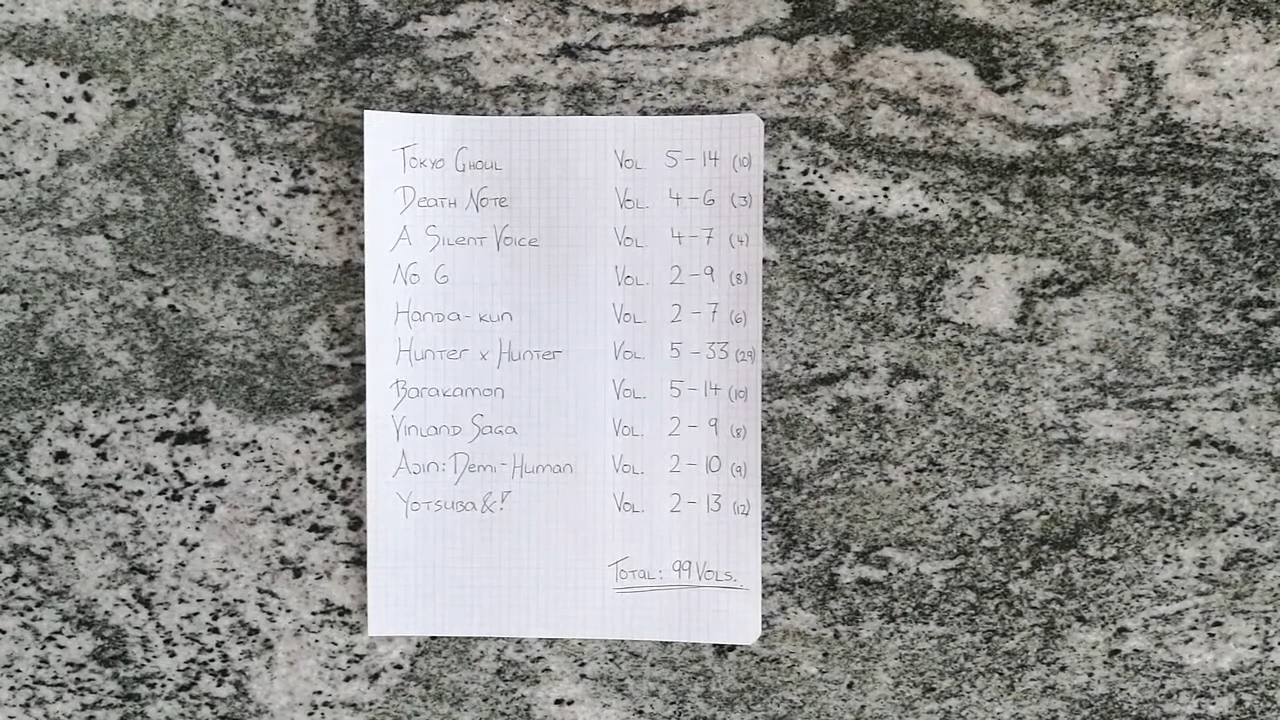 Tokyo Ghoul Vol. 5-14 (10)
Death Note Vol. 4-6 (3)
A Silent Voice Vol. 4-7 (4)
No 6 Vol. 2-9 (8)
Handa-kun Vol. 2-7 (6)
Hunter x Hunter Vol. 5-33 (29)
Barakamon Vol. 5-14 (10)
Vinland Saga Vol. 2-9 (8)
Ajin: Demi-Human Vol. 2-10 (9)
Yotsuba&! Vol. 2-13 (12)
Total: 99 Vols.